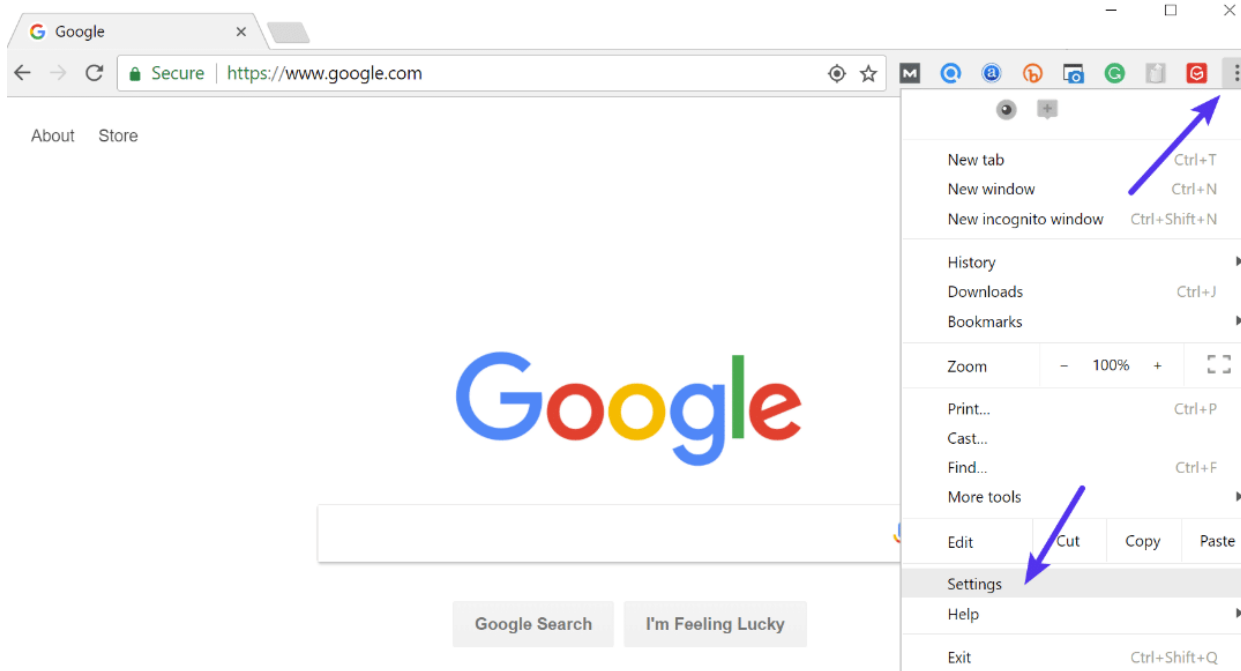 Google
Secure https://www.google.com
About Store
New tab Ctrl+T
New window Ctrl+N
New incognito window Ctrl+Shift+N
History
Downloads Ctrl+J
Bookmarks
Zoom - 100% +
Print... Ctrl+P
Cast...
Find... Ctrl+F
More tools
Edit Cut Copy Paste
Settings
Help
Exit Ctrl+Shift+Q
Google
Google Search I'm Feeling Lucky